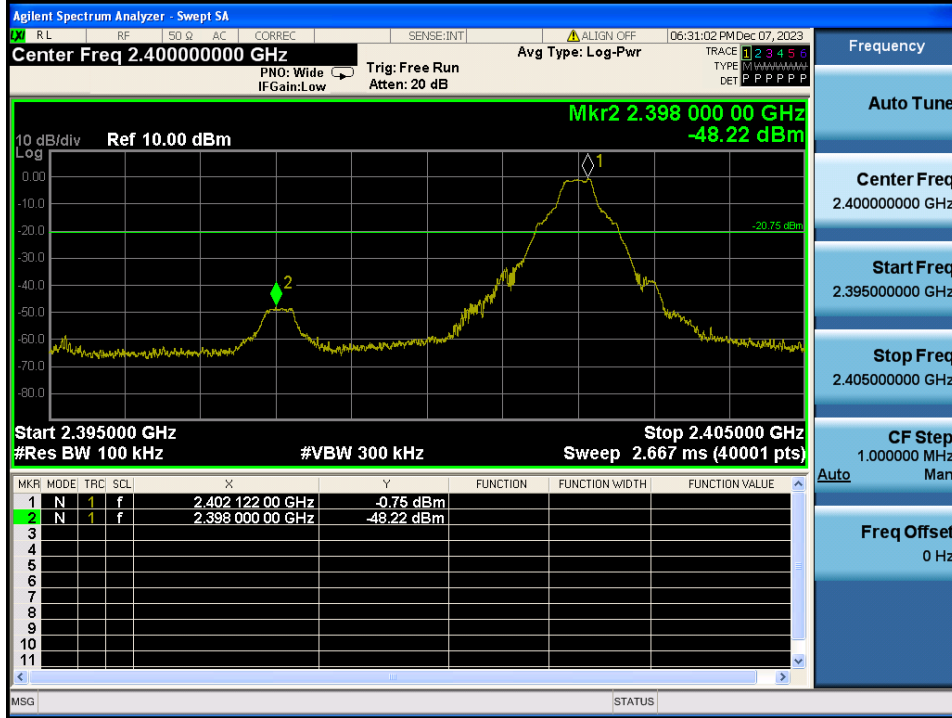 Agilent Spectrum Analyzer - Swept SA
LXI RL RF 50 Ω AC CORREC SENSE:INT ALIGN OFF 06:31:02 PM Dec 07, 2023
Center Freq 2.400000000 GHz
PNO: Wide
IFGain:Low
Trig: Free Run
Atten: 20 dB
Avg Type: Log-Pwr
TRACE 1 2 3 4 5 6
TYPE M W W W W W
DET P P P P P P
Mkr2 2.398 000 00 GHz
-48.22 dBm
10 dB/div Ref 10.00 dBm
Log
1
0.00
-10.0
-20.0
-20.75 dBm
-30.0
-40.0
2
-50.0
-60.0
-70.0
-80.0
Start 2.395000 GHz Stop 2.405000 GHz
#Res BW 100 kHz #VBW 300 kHz Sweep 2.667 ms (40001 pts)
MKR MODE TRC SCL X Y FUNCTION FUNCTION WIDTH FUNCTION VALUE
1 N 1 f 2.402 122 00 GHz -0.75 dBm
2 N 1 f 2.398 000 00 GHz -48.22 dBm
3
4
5
6
7
8
9
10
11
MSG STATUS
Frequency
Auto Tune
Center Freq
2.400000000 GHz
Start Freq
2.395000000 GHz
Stop Freq
2.405000000 GHz
CF Step
1.000000 MHz
Auto Man
Freq Offset
0 Hz